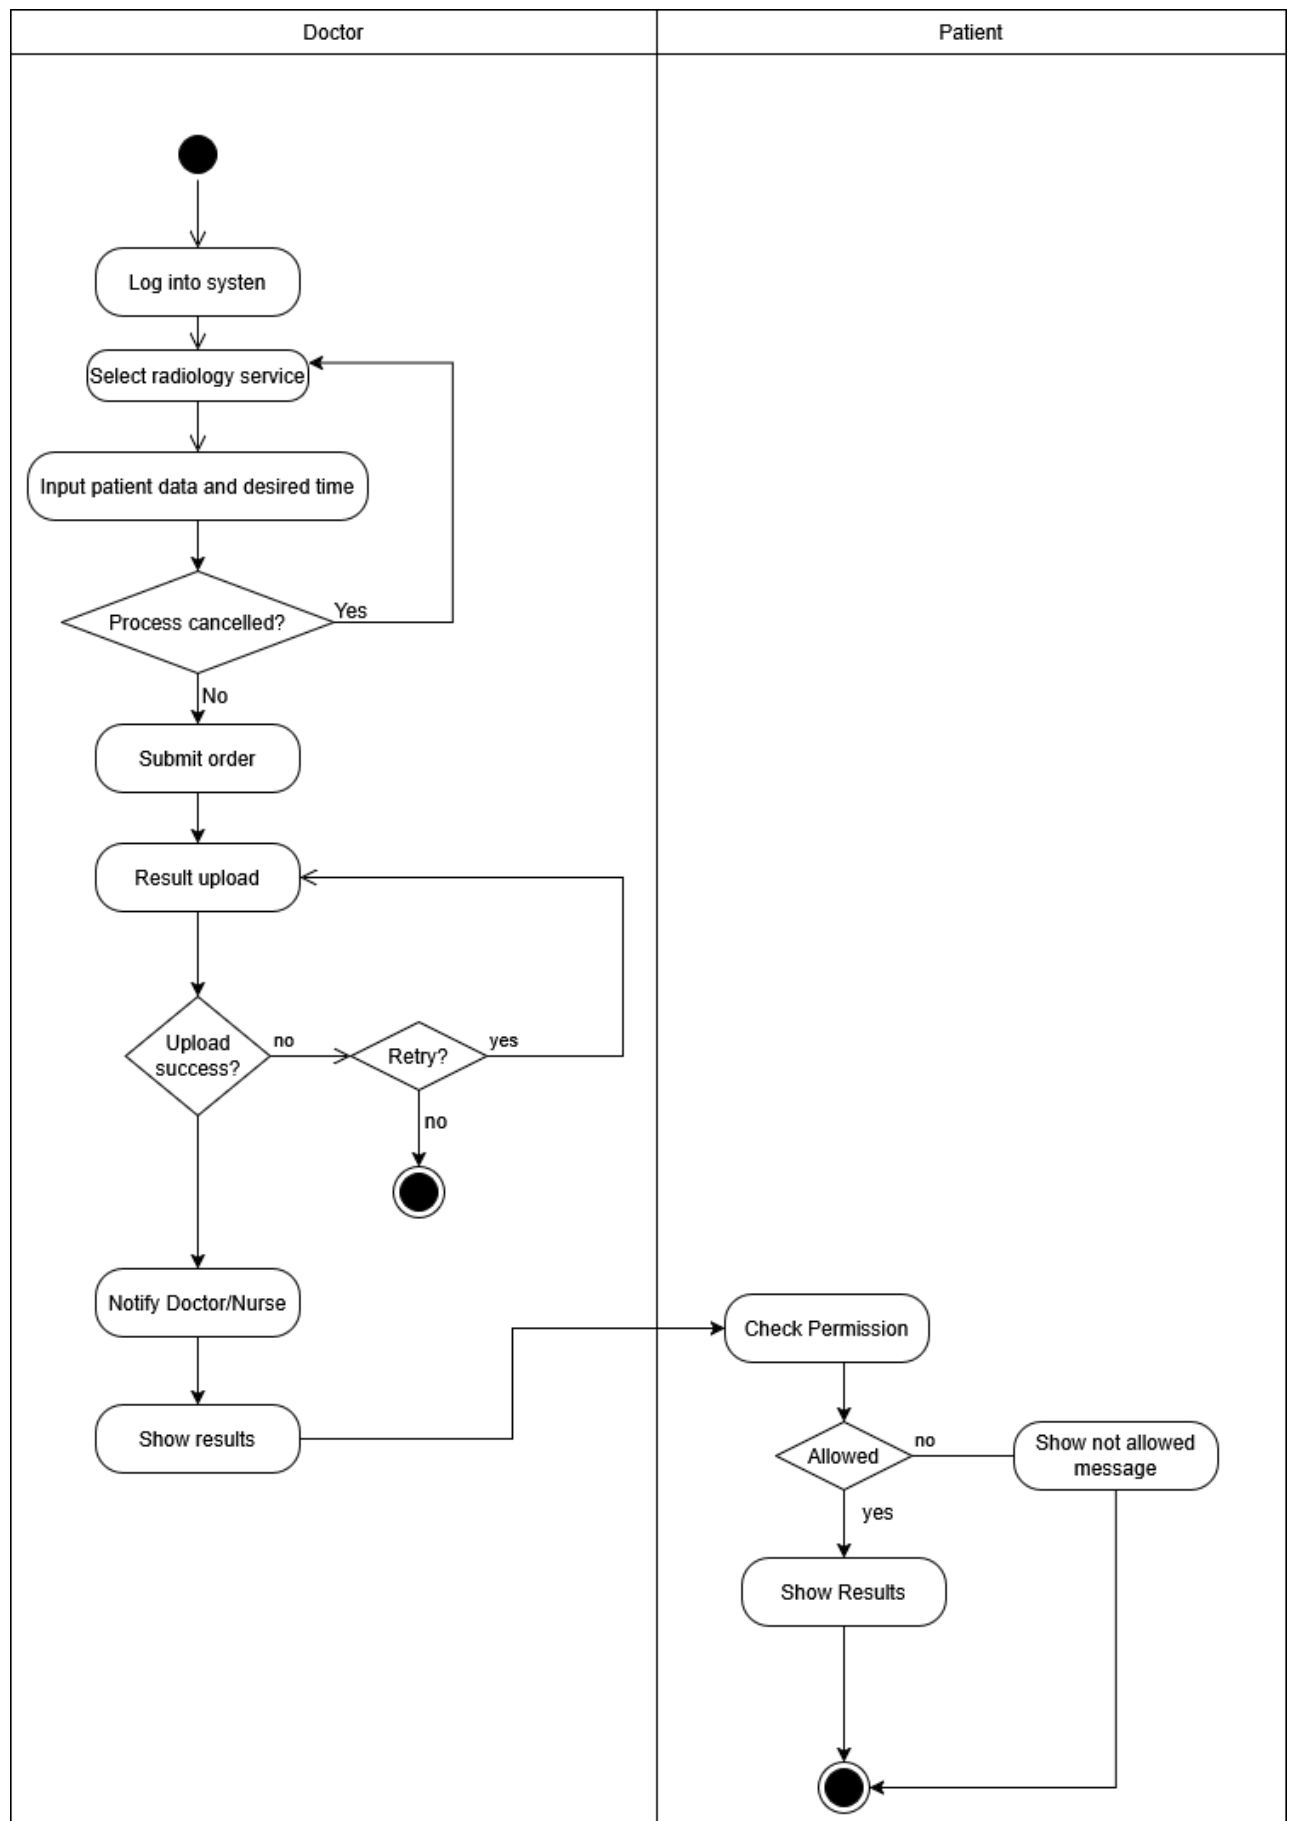 Doctor
Patient
Log into systen
Select radiology service
Input patient data and desired time
Process cancelled?
Yes
No
Submit order
Result upload
Upload
success?
no
Retry?
yes
no
Notify Doctor/Nurse
Show results
Check Permission
Allowed
no
Show not allowed
message
yes
Show Results